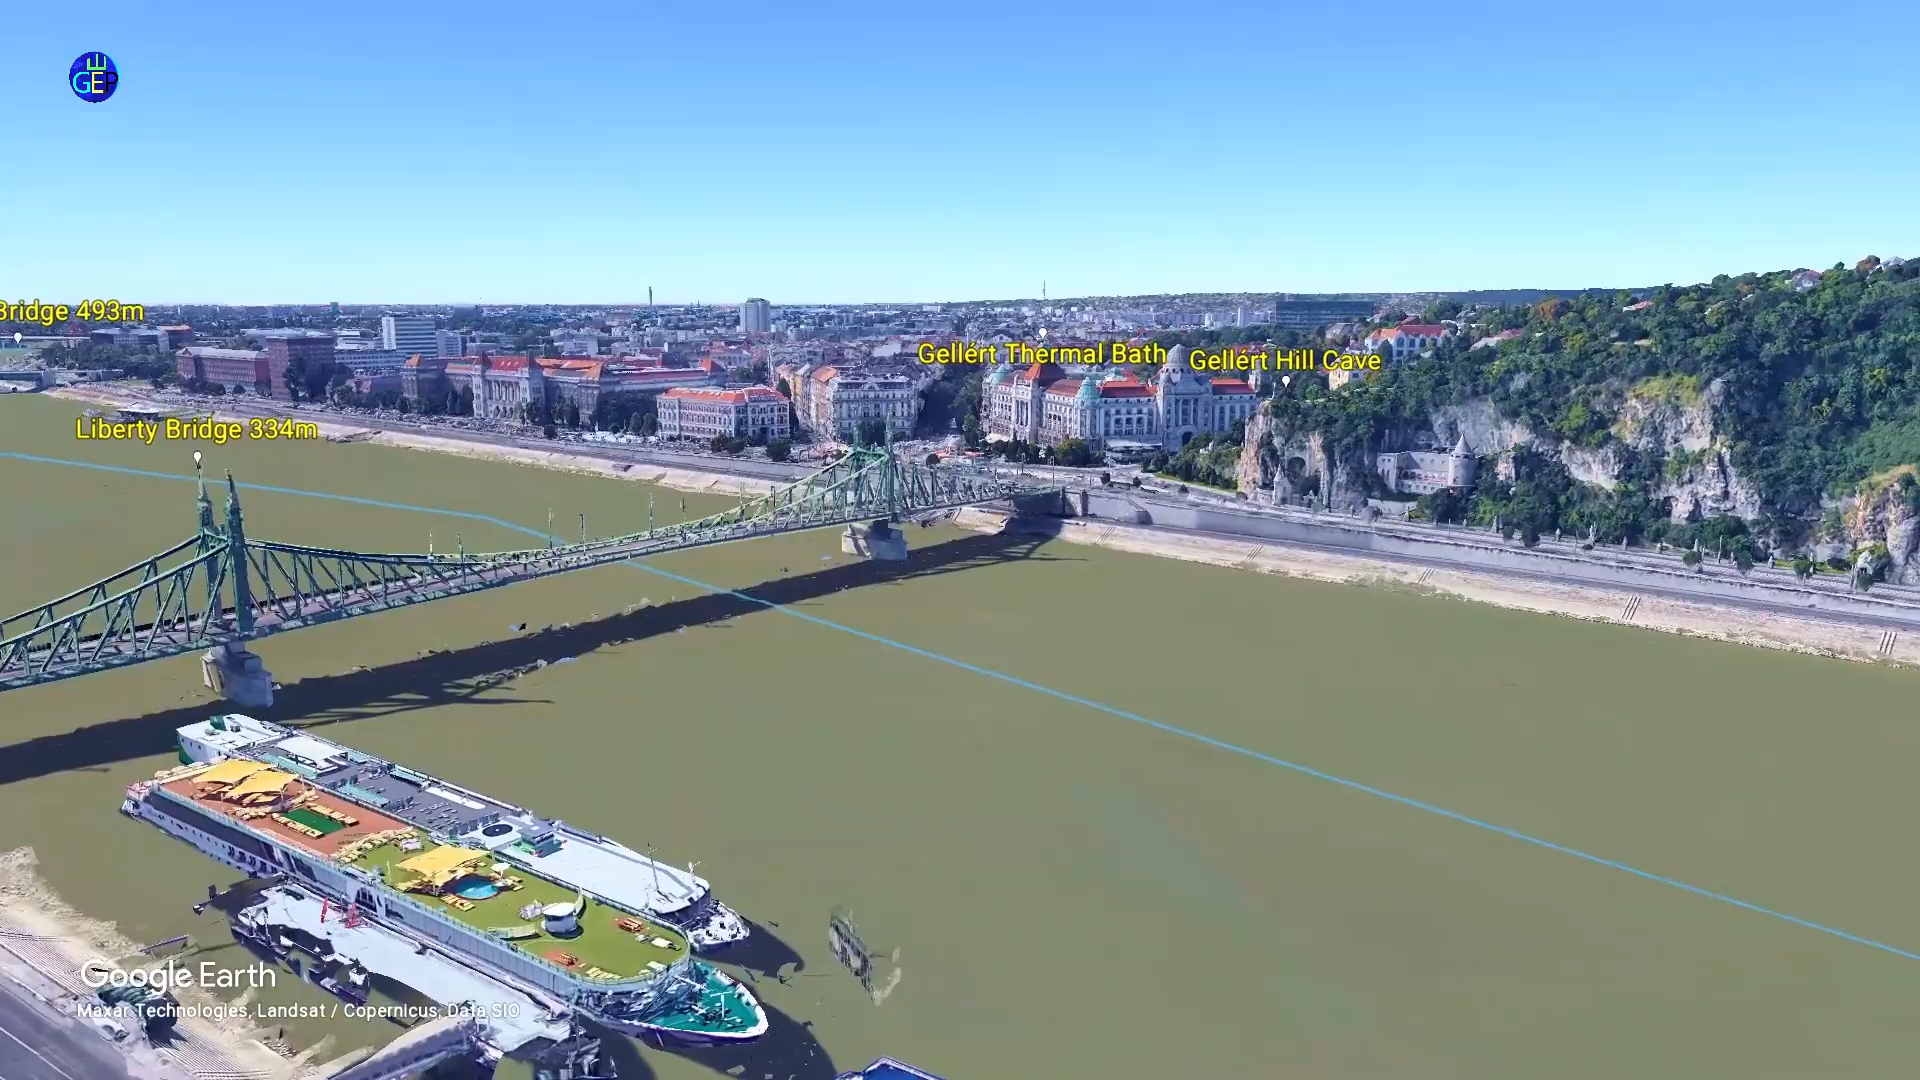 GEP
Bridge 493m
Gellért Thermal Bath
Gellért Hill Cave
Liberty Bridge 334m
Google Earth
Maxar Technologies, Landsat / Copernicus, Data SIO